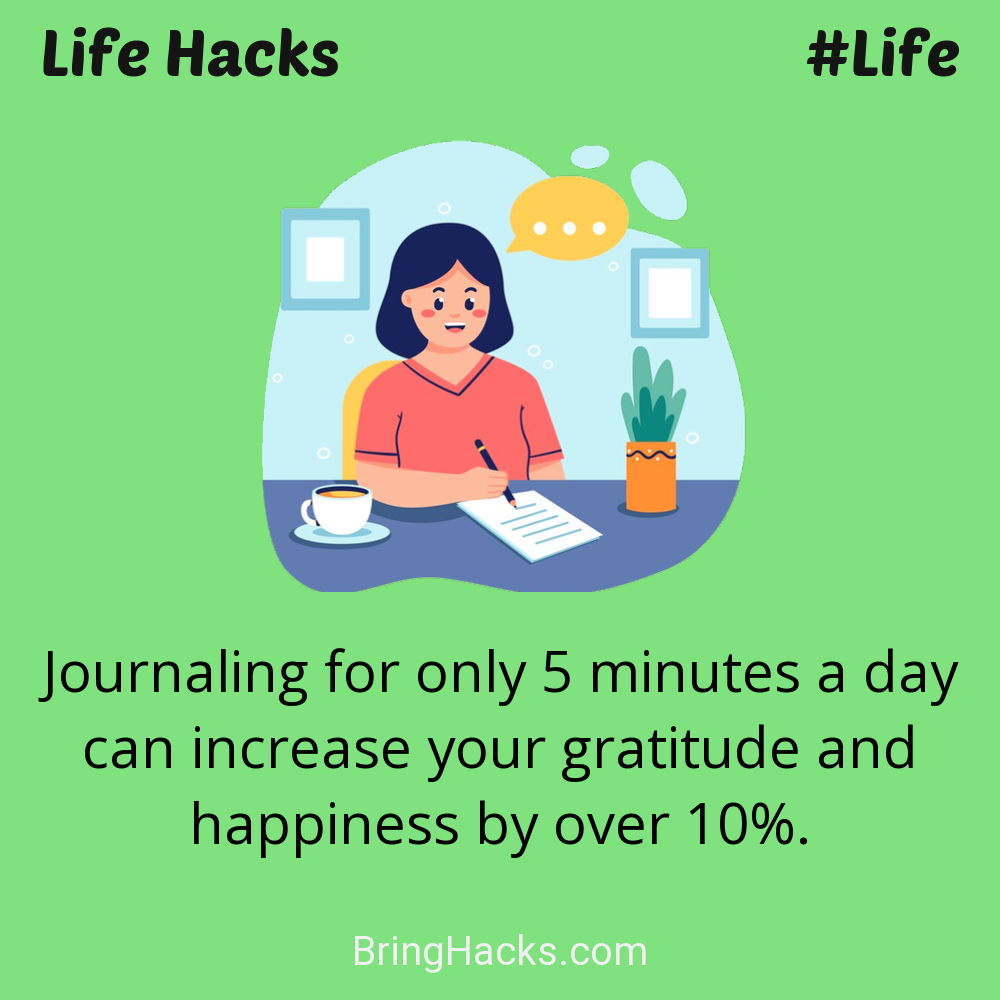 Life Hacks
#Life
Journaling for only 5 minutes a day
can increase your gratitude and
happiness by over 10%.
BringHacks.com